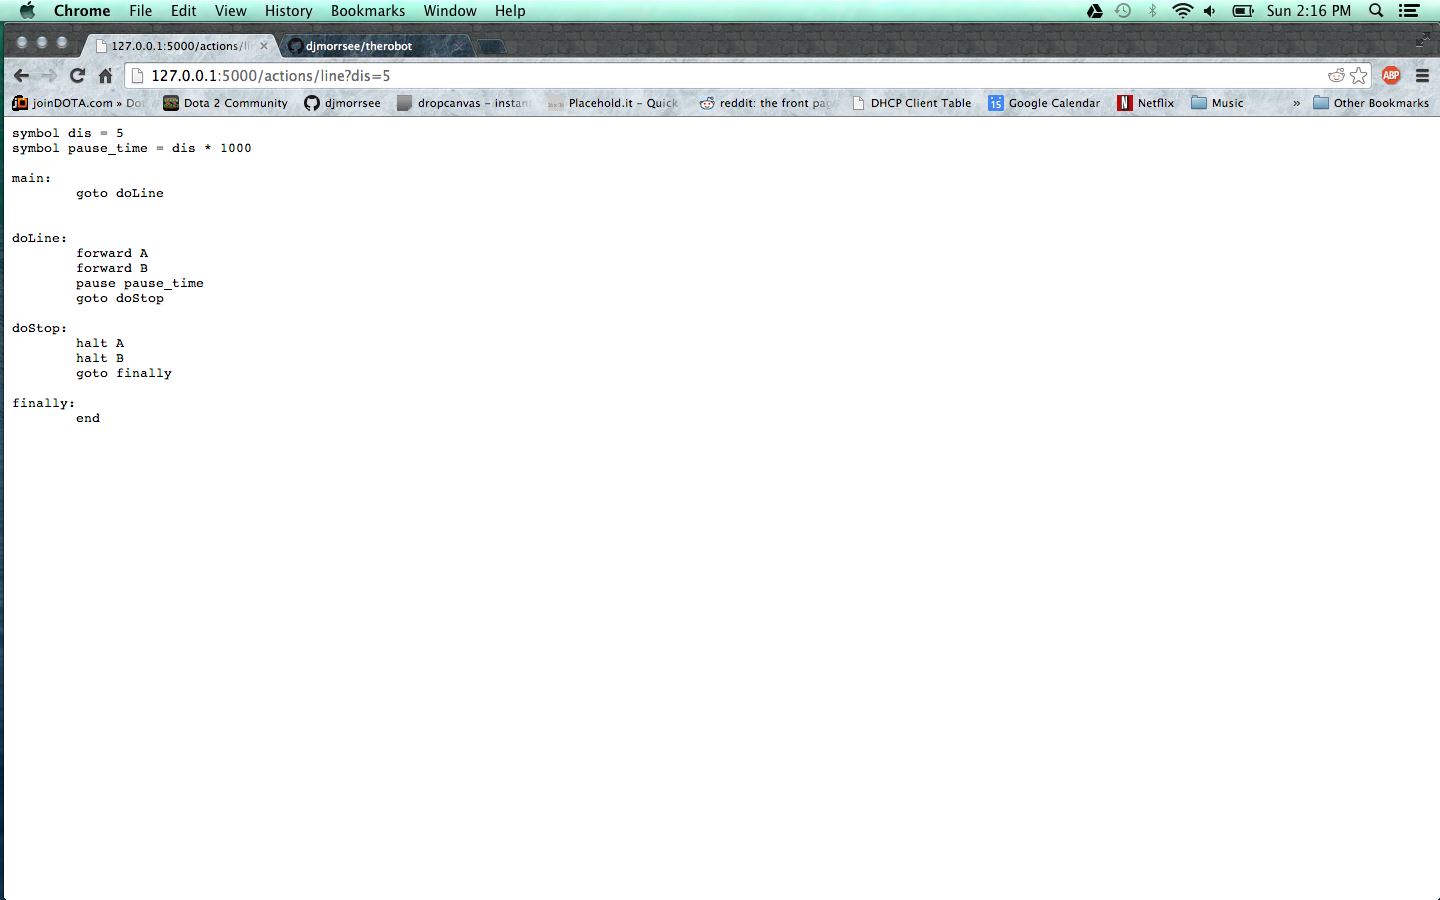 Chrome File Edit View History Bookmarks Window Help Sun 2:16 PM
127.0.0.1:5000/actions/li djmorrsee/therobot
127.0.0.1:5000/actions/line?dis=5 ABP
joinDOTA.com » Dot Dota 2 Community djmorrsee dropcanvas – instan Placehold.it – Quick reddit: the front pag DHCP Client Table 15 Google Calendar N Netflix Music » Other Bookmarks
symbol dis = 5
symbol pause_time = dis * 1000
main:
goto doLine
doLine:
forward A
forward B
pause pause_time
goto doStop
doStop:
halt A
halt B
goto finally
finally:
end